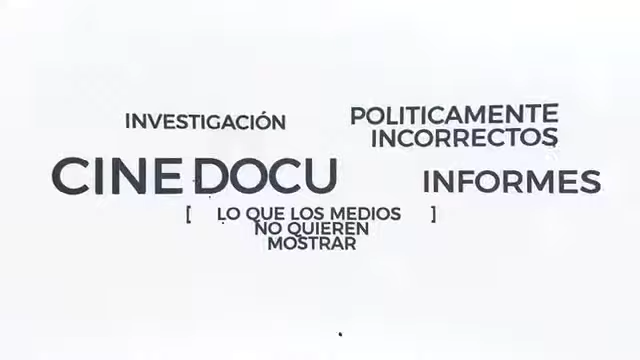 INVESTIGACIÓN
POLITICAMENTE
INCORRECTOS
CINE DOCU
INFORMES
[ LO QUE LOS MEDIOS ]
NO QUIEREN
MOSTRAR